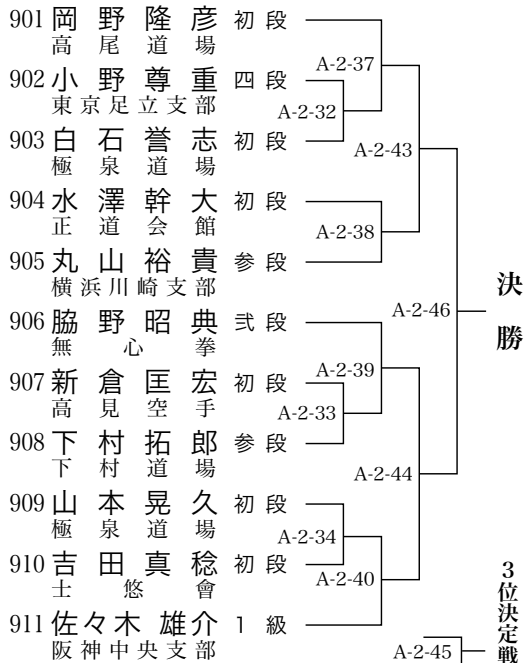 901 岡野隆彦 初段
高尾道場
A-2-37
902 小野尊重 四段
東京足立支部
A-2-32
903 白石誉志 初段
A-2-43
極泉道場
904 水澤幹大 初段
正道会館
A-2-38
905 丸山裕貴 参段
横浜川崎支部
決勝
A-2-46
906 脇野昭典 弐段
無心拳
A-2-39
907 新倉匡宏 初段
高見空手
A-2-33
908 下村拓郎 参段
下村道場
A-2-44
909 山本晃久 初段
極泉道場
A-2-34
910 吉田真稔 初段
士悠會
A-2-40
911 佐々木雄介 1級
阪神中央支部
3位決定戦
A-2-45